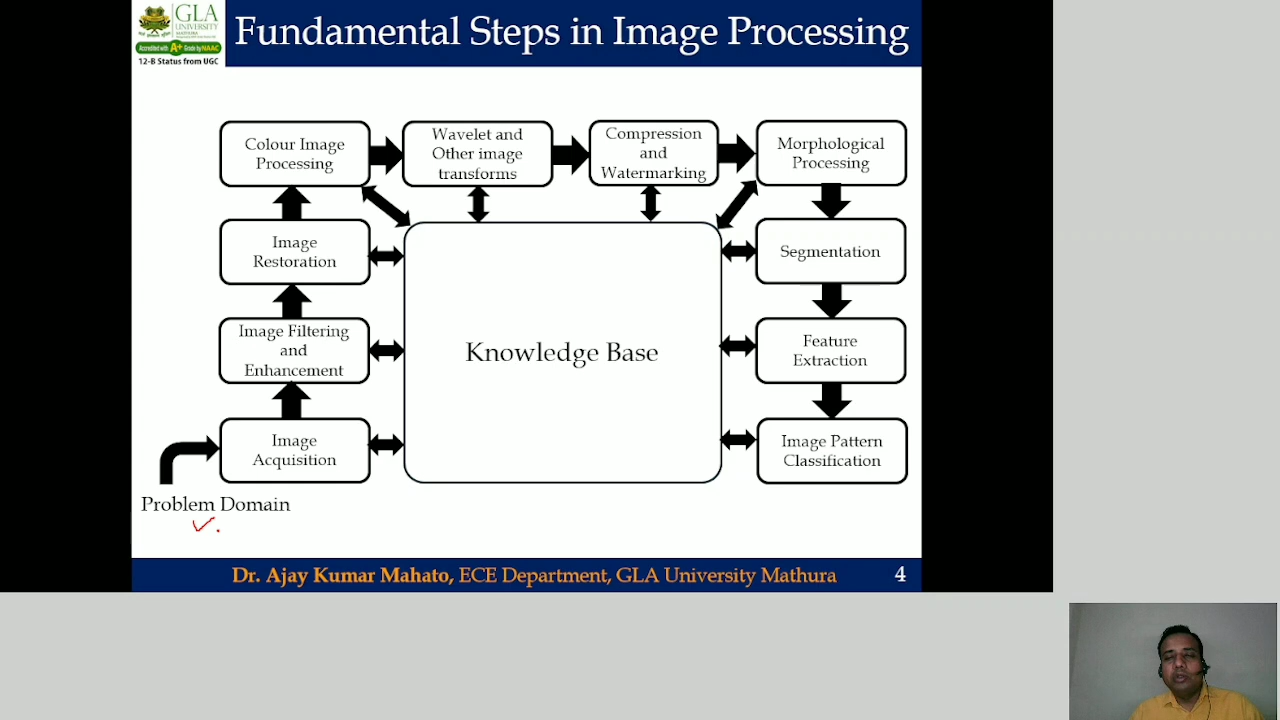 GLA
UNIVERSITY
MATHURA
Accredited with A+ Grade by NAAC
12-B Status from UGC
Fundamental Steps in Image Processing
Colour Image
Processing
Wavelet and
Other image
transforms
Compression
and
Watermarking
Morphological
Processing
Image
Restoration
Segmentation
Image Filtering
and
Enhancement
Knowledge Base
Feature
Extraction
Image
Acquisition
Image Pattern
Classification
Problem Domain
Dr. Ajay Kumar Mahato, ECE Department, GLA University Mathura
4